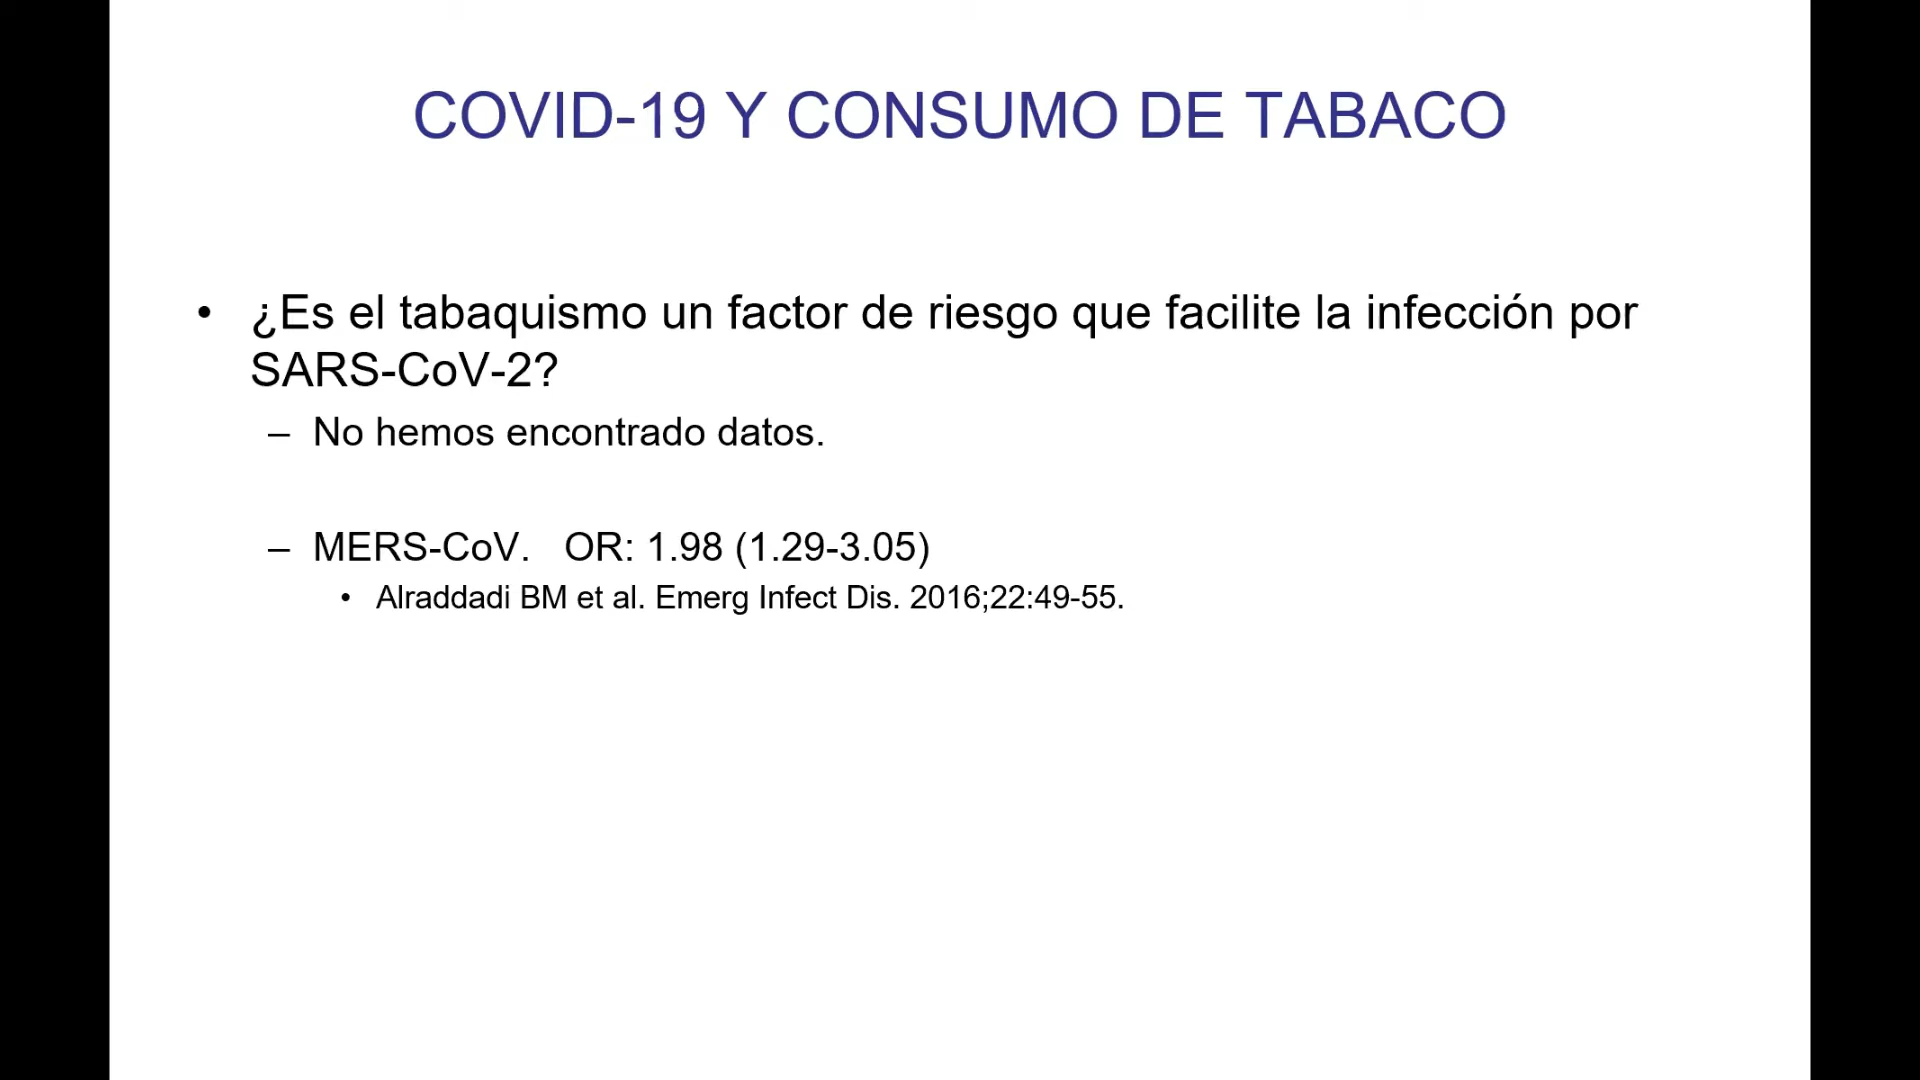 COVID-19 Y CONSUMO DE TABACO
• ¿Es el tabaquismo un factor de riesgo que facilite la infección por
SARS-CoV-2?
– No hemos encontrado datos.
– MERS-CoV. OR: 1.98 (1.29-3.05)
• Alraddadi BM et al. Emerg Infect Dis. 2016;22:49-55.